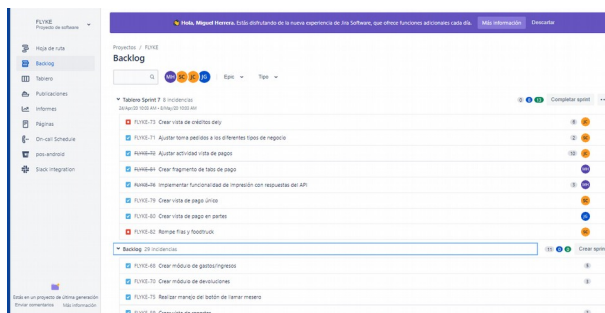 FLYKE
Proyecto de software
Hoja de ruta
Backlog
Tablero
Publicaciones
Informes
Páginas
On-call Schedule
pos-android
Slack Integration
Estás en un proyecto de última generación
Enviar comentarios Más información
Hola, Miguel Herrera. Estás disfrutando de la nueva experiencia de Jira Software, que ofrece funciones adicionales cada día. Más información Descartar
Proyectos / FLYKE
Backlog
MH SC JC JG Epic Tipo
Tablero Sprint 7 8 incidencias
Completar sprint
FLYKE-73 Crear vista de créditos dely
FLYKE-71 Ajustar toma pedidos a los diferentes tipos de negocio
FLYKE-72 Ajustar actividad vista de pagos
FLYKE-81 Crear fragmento de tabs de pago
FLYKE-78 Implementar funcionalidad de impresión con respuestas del API
FLYKE-79 Crear vista de pago único
FLYKE-80 Crear vista de pago en partes
FLYKE-82 Rompe filas y foodtruck
Backlog 29 incidencias
Crear sprin
FLYKE-68 Crear módulo de gastos/ingresos
FLYKE-70 Crear módulo de devoluciones
FLYKE-75 Realizar manejo del botón de llamar mesero